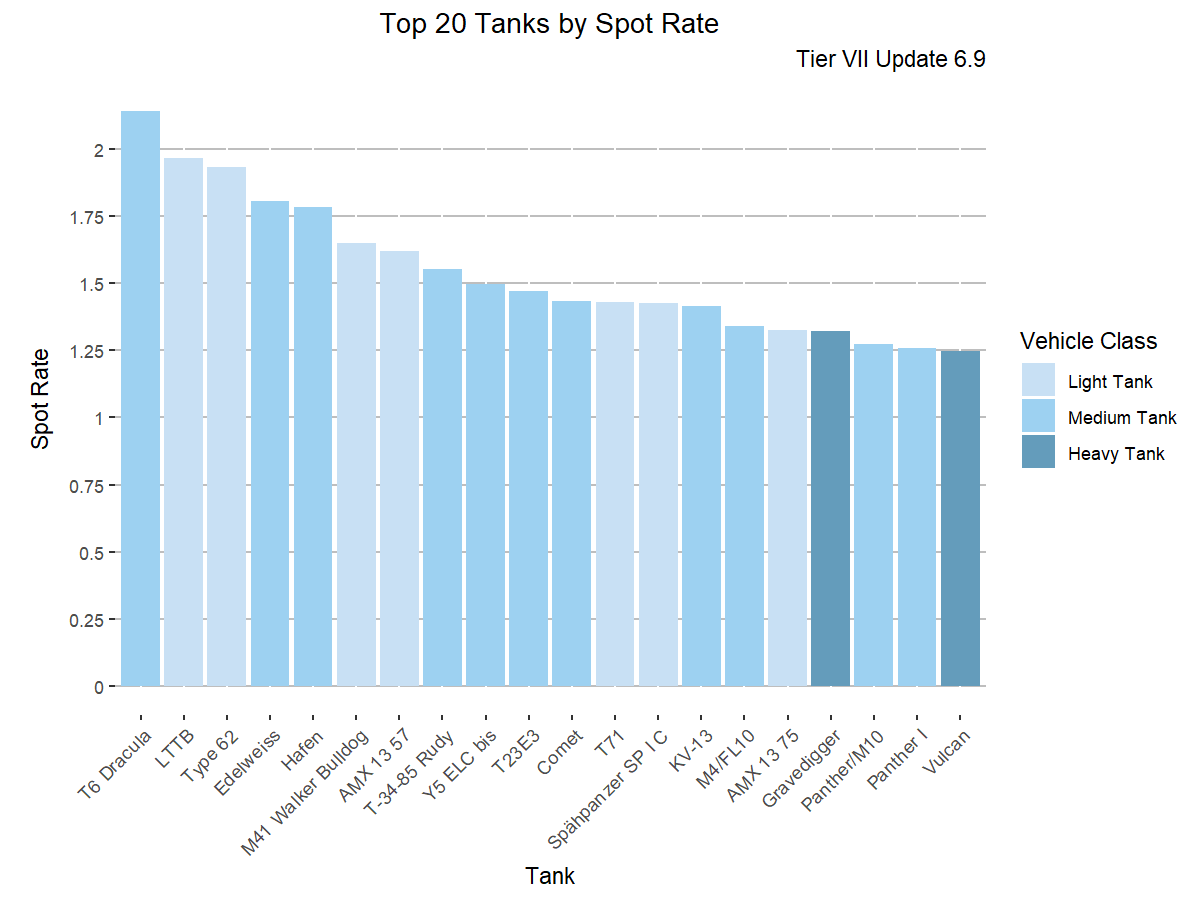 Top 20 Tanks by Spot Rate
Tier VII Update 6.9
2
1.75
1.5
1.25
1
0.75
0.5
0.25
0
Spot Rate
T6 Dracula
LTTB
Type 62
Edelweiss
Hafen
M41 Walker Bulldog
AMX 13 57
T-34-85 Rudy
Y5 ELC bis
T23E3
Comet
T71
Spähpanzer SP I C
KV-13
M4/FL10
AMX 13 75
Gravedigger
Panther/M10
Panther I
Vulcan
Tank
Vehicle Class
Light Tank
Medium Tank
Heavy Tank